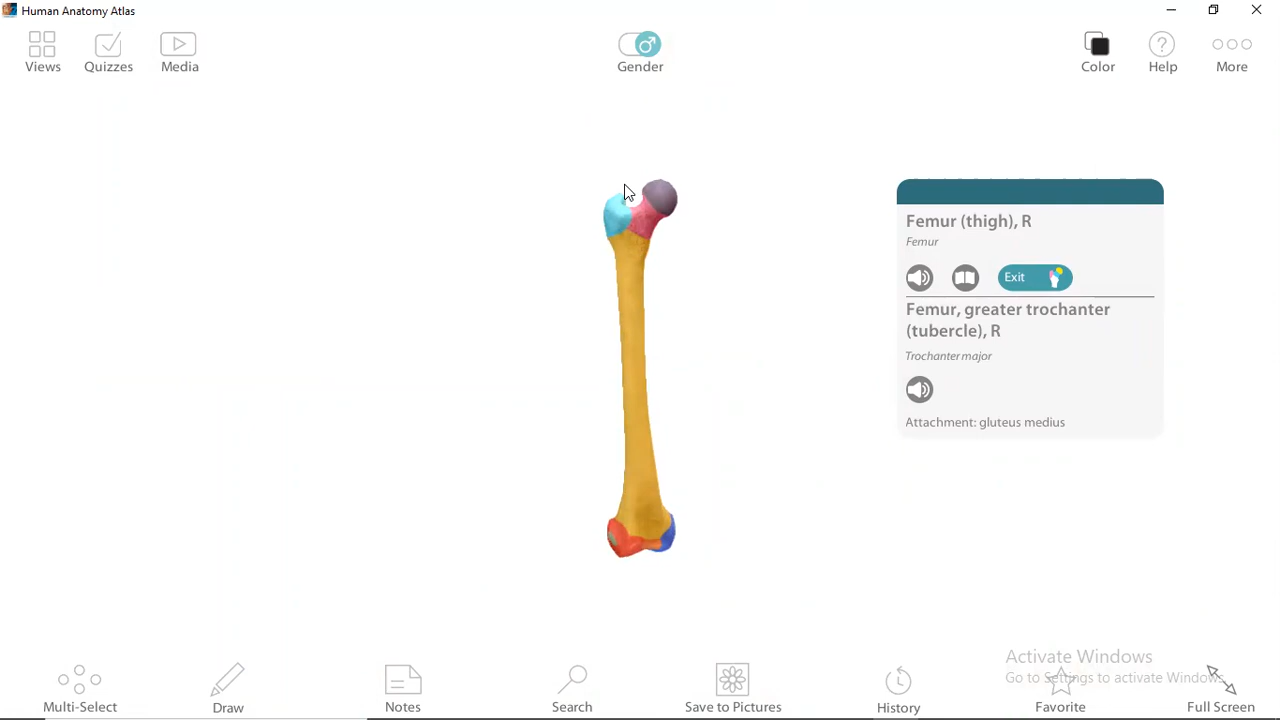 Human Anatomy Atlas
Views
Quizzes
Media
Gender
Color
Help
More
Femur (thigh), R
Femur
Exit
Femur, greater trochanter
(tubercle), R
Trochanter major
Attachment: gluteus medius
Activate Windows
Go to Settings to activate Windows.
Multi-Select
Draw
Notes
Search
Save to Pictures
History
Favorite
Full Screen